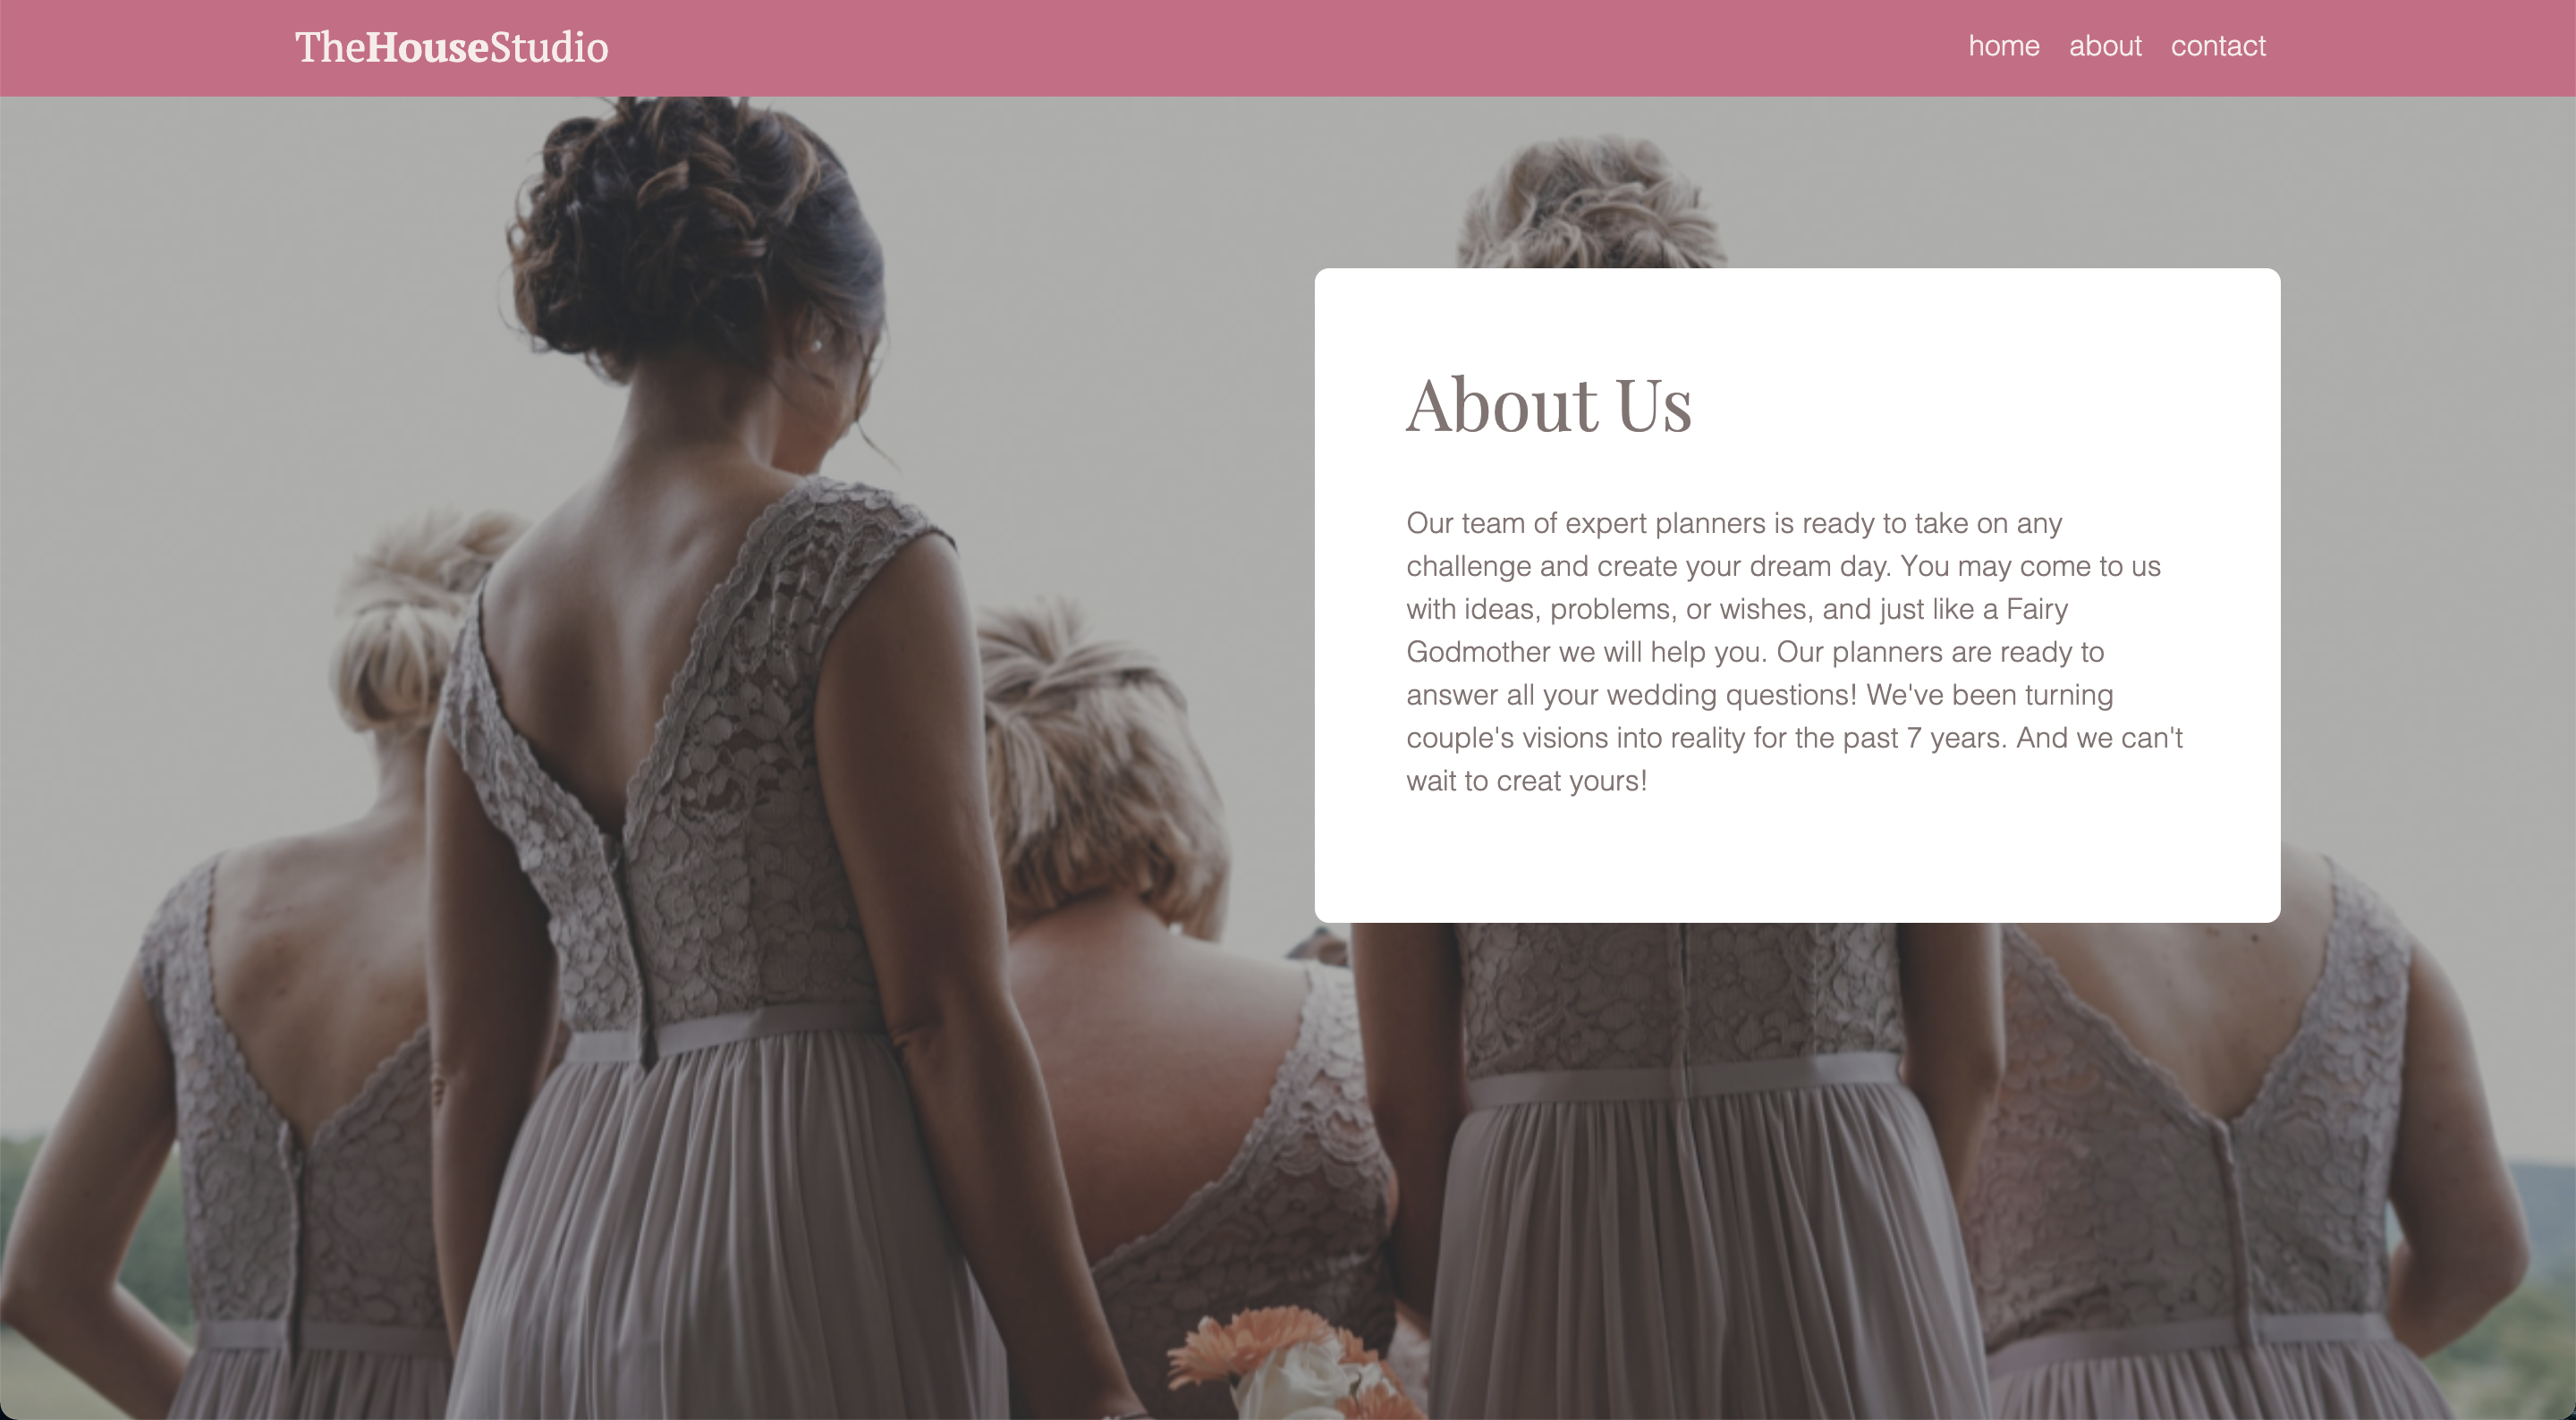 TheHouseStudio
home about contact
About Us
Our team of expert planners is ready to take on any
challenge and create your dream day. You may come to us
with ideas, problems, or wishes, and just like a Fairy
Godmother we will help you. Our planners are ready to
answer all your wedding questions! We've been turning
couple's visions into reality for the past 7 years. And we can't
wait to creat yours!